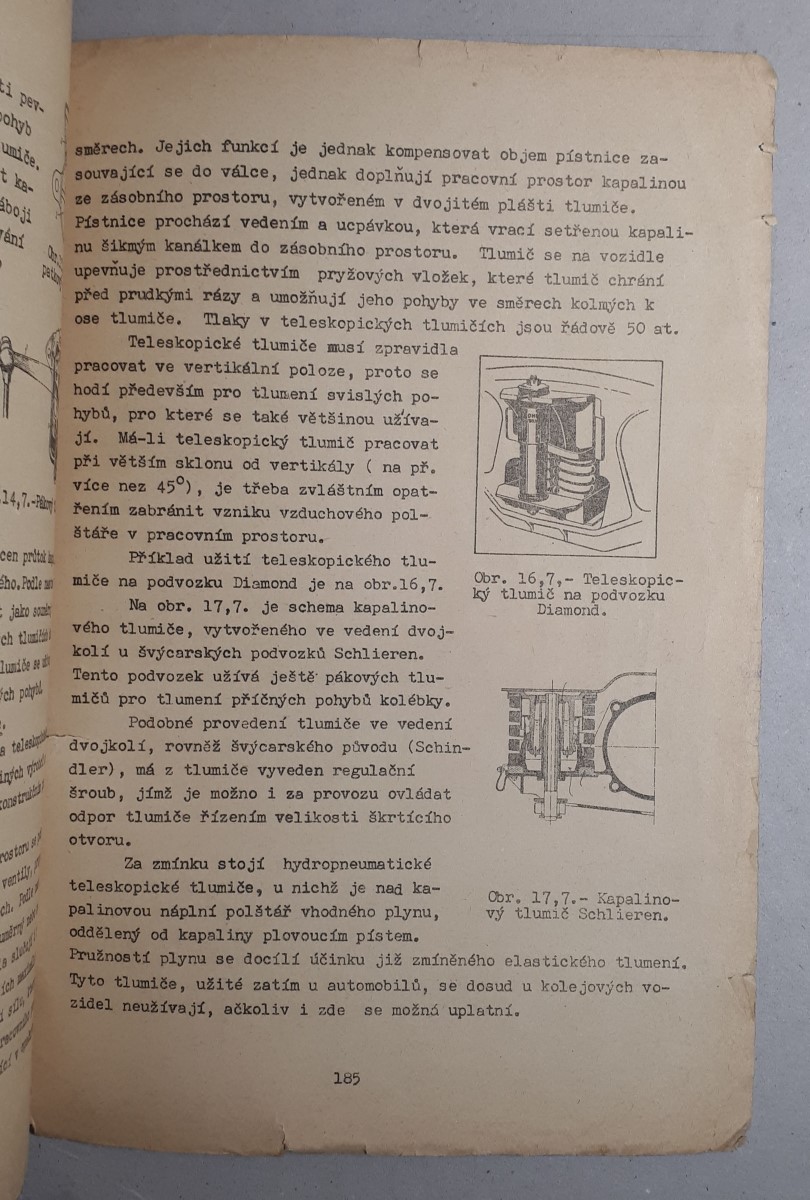 směrech. Jejich funkcí je jednak kompensovat objem pístnice za-
souvající se do válce, jednak doplňují pracovní prostor kapalinou
ze zásobního prostoru, vytvořeném v dvojitém plášti tlumiče.
Pístnice prochází vedením a ucpávkou, která vrací setřenou kapali-
nu šikmým kanálkem do zásobního prostoru. Tlumič se na vozidle
upevňuje prostřednictvím pryžových vložek, které tlumič chrání
před prudkými rázy a umožňují jeho pohyby ve směrech kolmých k
ose tlumiče. Tlaky v teleskopických tlumičích jsou řádově 50 at.
Teleskopické tlumiče musí zpravidla
pracovat ve vertikální poloze, proto se
hodí především pro tlumení svislých po-
hybů, pro které se také většinou užíva-
jí. Má-li teleskopický tlumič pracovat
při větším sklonu od vertikály ( na př.
více nez 45°), je třeba zvláštním opat-
řením zabránit vzniku vzduchového pol-
štáře v pracovním prostoru.
Příklad užití teleskopického tlu-
miče na podvozku Diamond je na obr.16,7.
Na obr. 17,7. je schema kapalino-
vého tlumiče, vytvořeného ve vedení dvoj-
kolí u švýcarských podvozků Schlieren.
Tento podvozek užívá ještě pákových tlu-
mičů pro tlumení příčných pohybů kolébky.
Podobné provedení tlumiče ve vedení
dvojkolí, rovněž švýcarského původu (Schin-
dler), má z tlumiče vyveden regulační
šroub, jímž je možno i za provozu ovládat
odpor tlumiče řízením velikosti škrtícího
otvoru.
Za zmínku stojí hydropneumatické
teleskopické tlumiče, u nichž je nad ka-
palinovou náplní polštář vhodného plynu,
oddělený od kapaliny plovoucím pístem.
Pružností plynu se docílí účinku již zmíněného elastického tlumení.
Tyto tlumiče, užité zatím u automobilů, se dosud u kolejových vo-
zidel neužívají, ačkoliv i zde se možná uplatní.
Obr. 16,7,- Teleskopic-
ký tlumič na podvozku
Diamond.
Obr. 17,7.- Kapalino-
vý tlumič Schlieren.
185